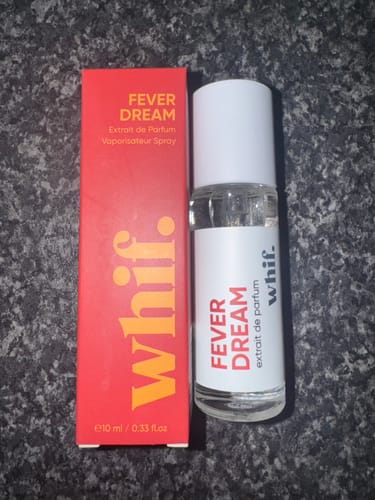 FEVER
DREAM
Extrait de Parfum
Vaporisateur Spray
whif.
℮10 ml / 0.33 fl.oz
FEVER
DREAM
extrait de parfum
whif.